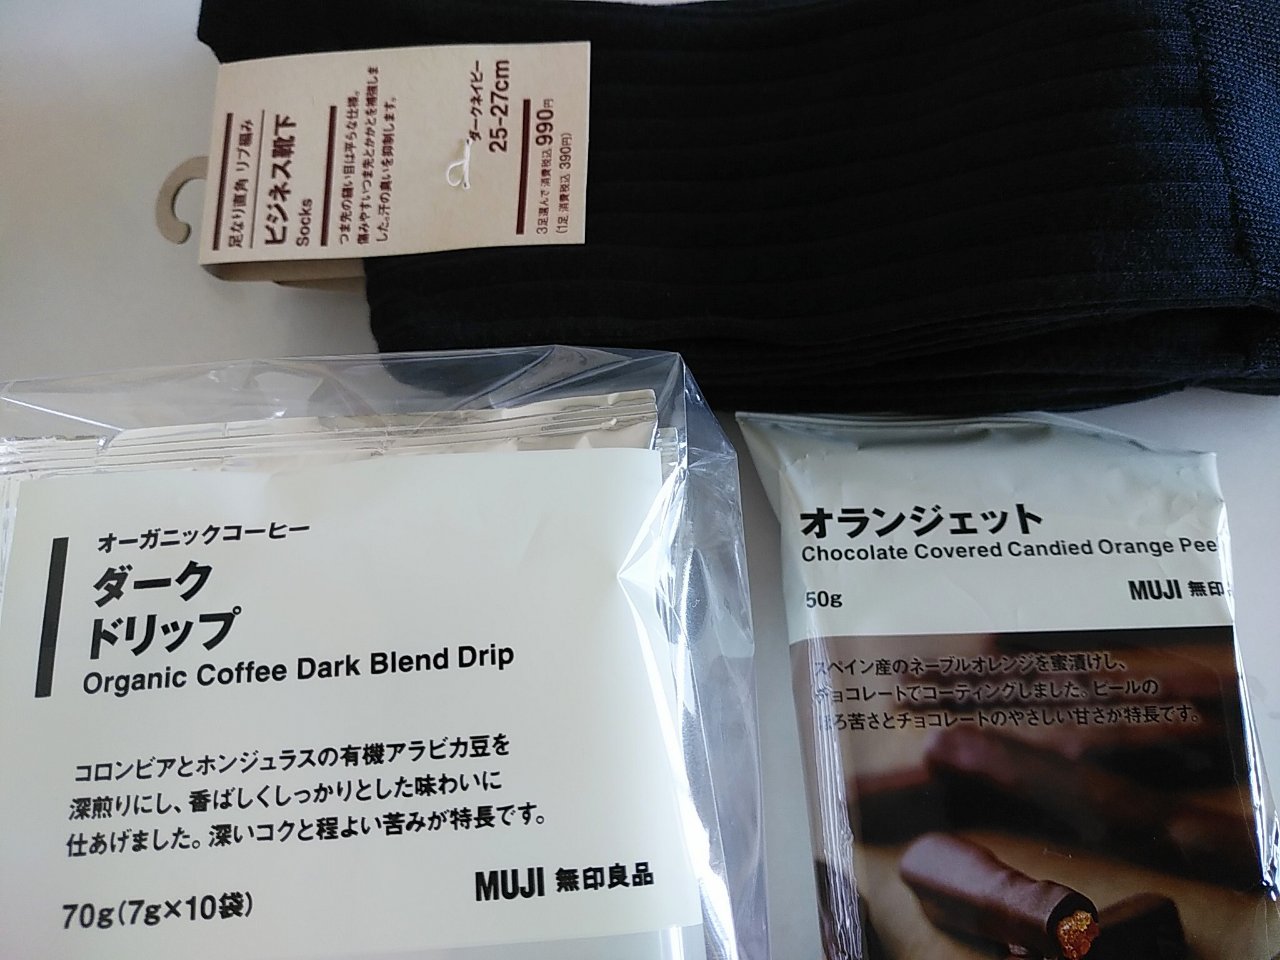 足なり直角 リブ編み
ビジネス靴下
Socks
つま先の縫い目は平らな仕様。
傷みやすいつま先とかかとを補強しま
した。汗の臭いを抑制します。
ダークネイビー
25-27cm
3足選んで 消費税込 990円
(1足 消費税込 390円)
オーガニックコーヒー
ダーク
ドリップ
Organic Coffee Dark Blend Drip
コロンビアとホンジュラスの有機アラビカ豆を
深煎りにし、香ばしくしっかりとした味わいに
仕あげました。深いコクと程よい苦みが特長です。
70g(7g×10袋)
MUJI 無印良品
オランジェット
Chocolate Covered Candied Orange Pee
50g
MUJI 無印
スペイン産のネーブルオレンジを蜜漬けし、
チョコレートでコーティングしました。ピールの
ほろ苦さとチョコレートのやさしい甘さが特長です。